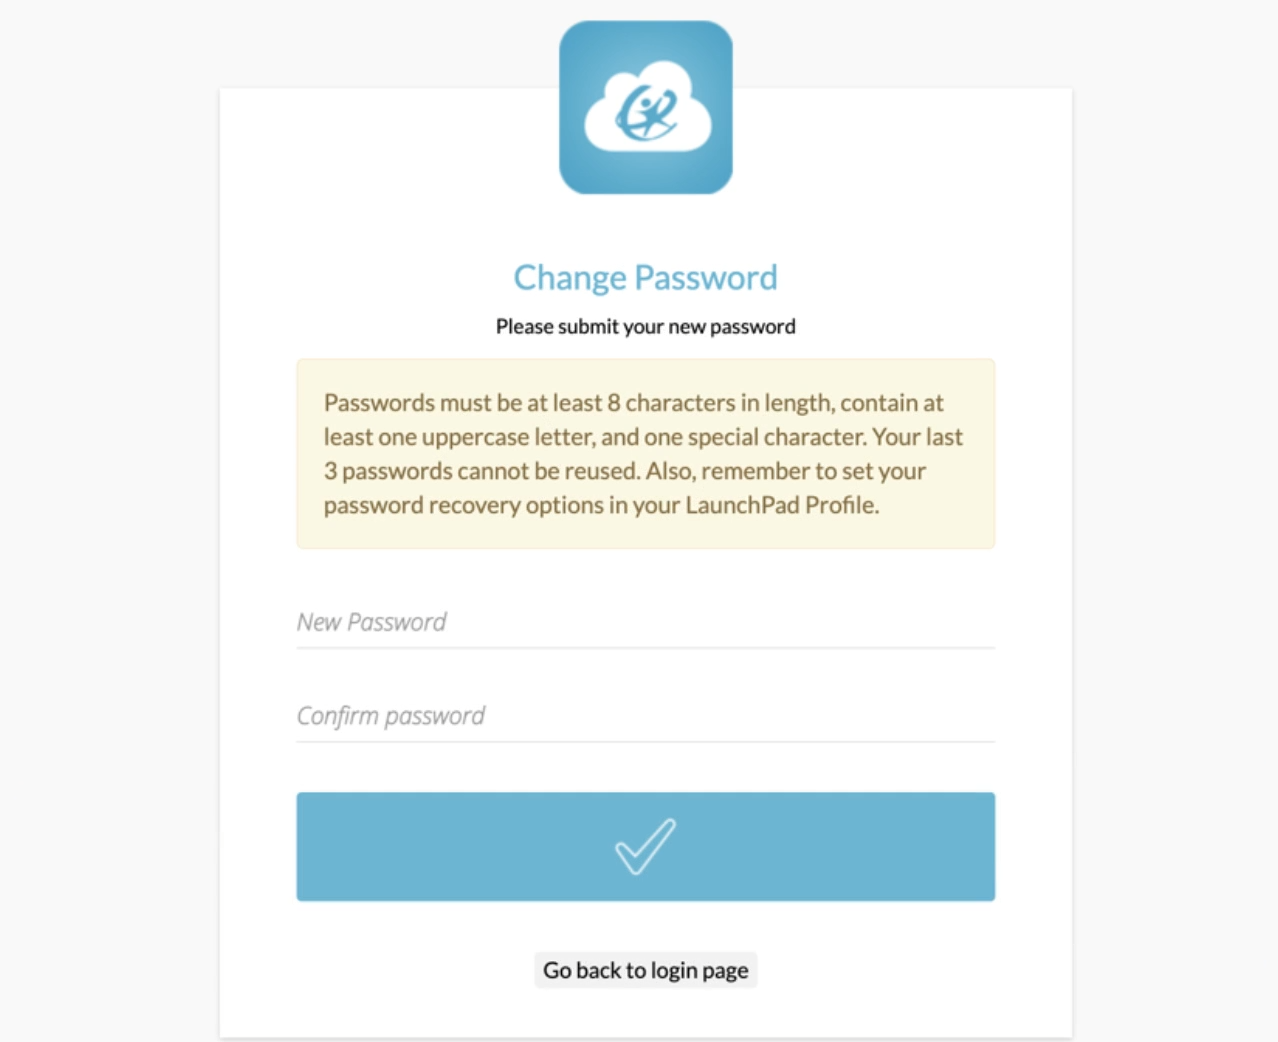 Change Password
Please submit your new password
Passwords must be at least 8 characters in length, contain at
least one uppercase letter, and one special character. Your last
3 passwords cannot be reused. Also, remember to set your
password recovery options in your LaunchPad Profile.
New Password
Confirm password
Go back to login page